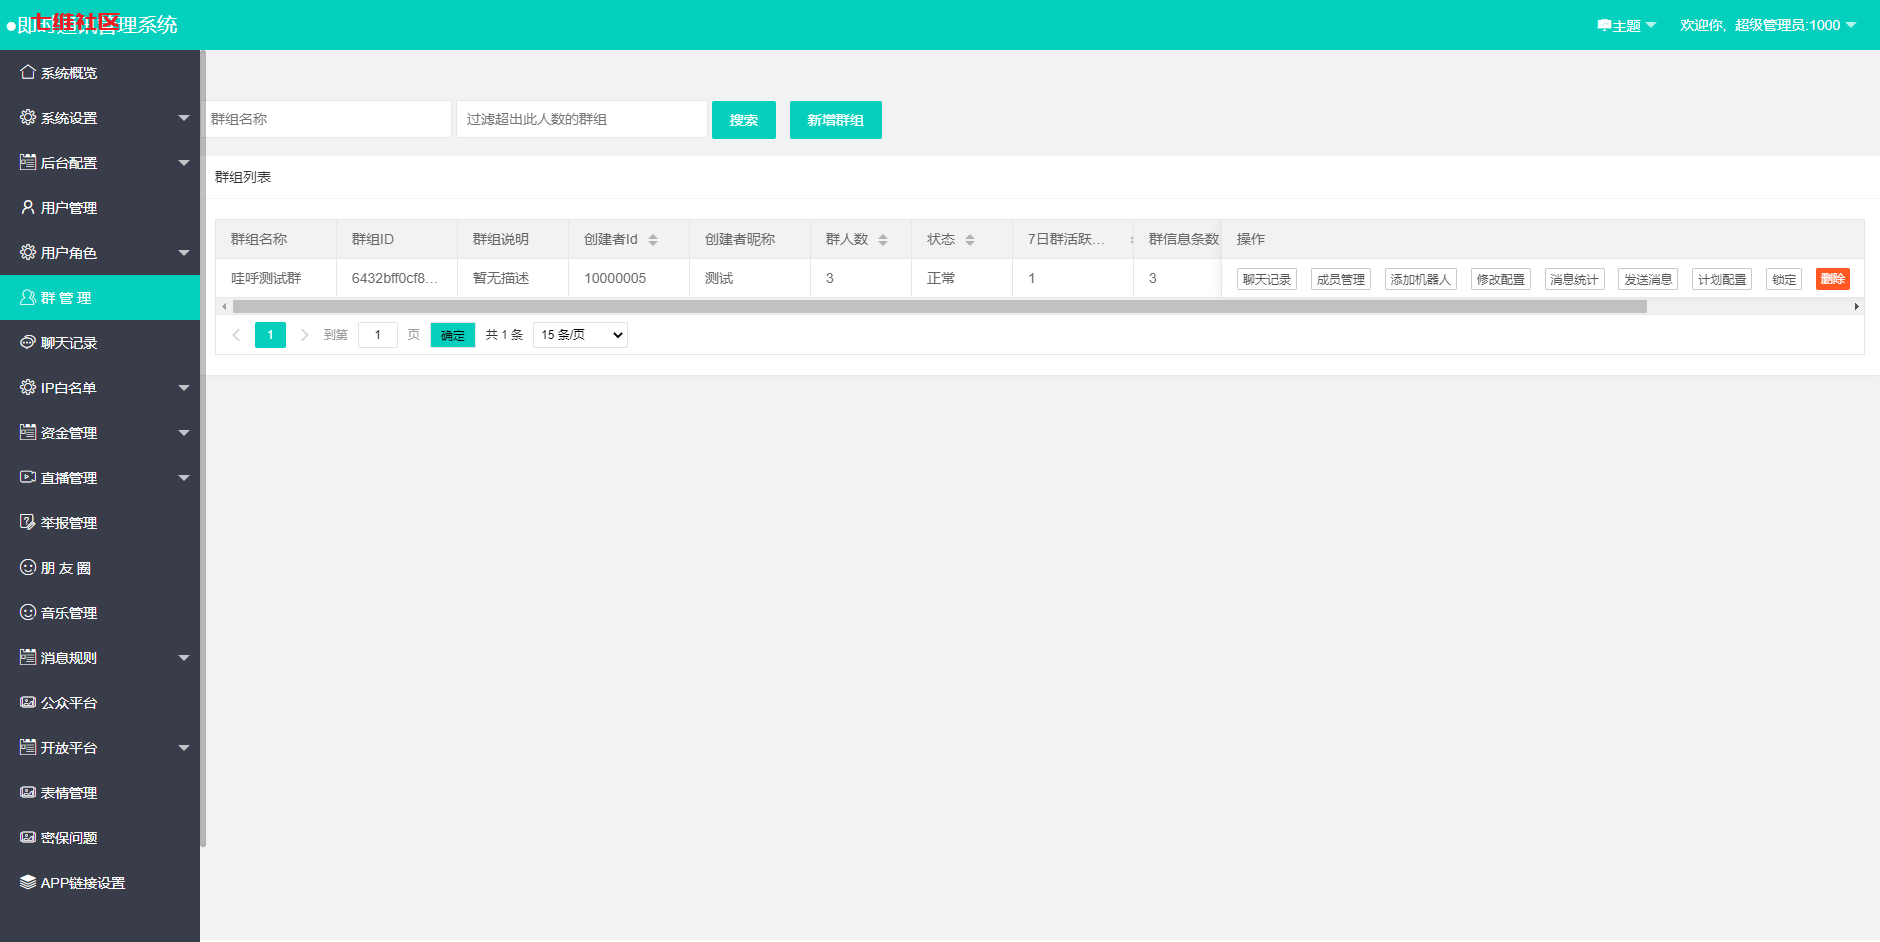 ●即时通讯管理系统
七维社区
主题
欢迎你, 超级管理员:1000
系统概览
系统设置
后台配置
用户管理
用户角色
群 管 理
聊天记录
IP白名单
资金管理
直播管理
举报管理
朋 友 圈
音乐管理
消息规则
公众平台
开放平台
表情管理
密保问题
APP链接设置
群组名称 过滤超出此人数的群组 搜索 新增群组
群组列表
群组名称 群组ID 群组说明 创建者Id 创建者昵称 群人数 状态 7日群活跃... 群信息条数 操作
哇呼测试群 6432bff0cf8... 暂无描述 10000005 测试 3 正常 1 3 聊天记录 成员管理 添加机器人 修改配置 消息统计 发送消息 计划配置 锁定 删除
1 到第 1 页 确定 共 1 条 15 条/页